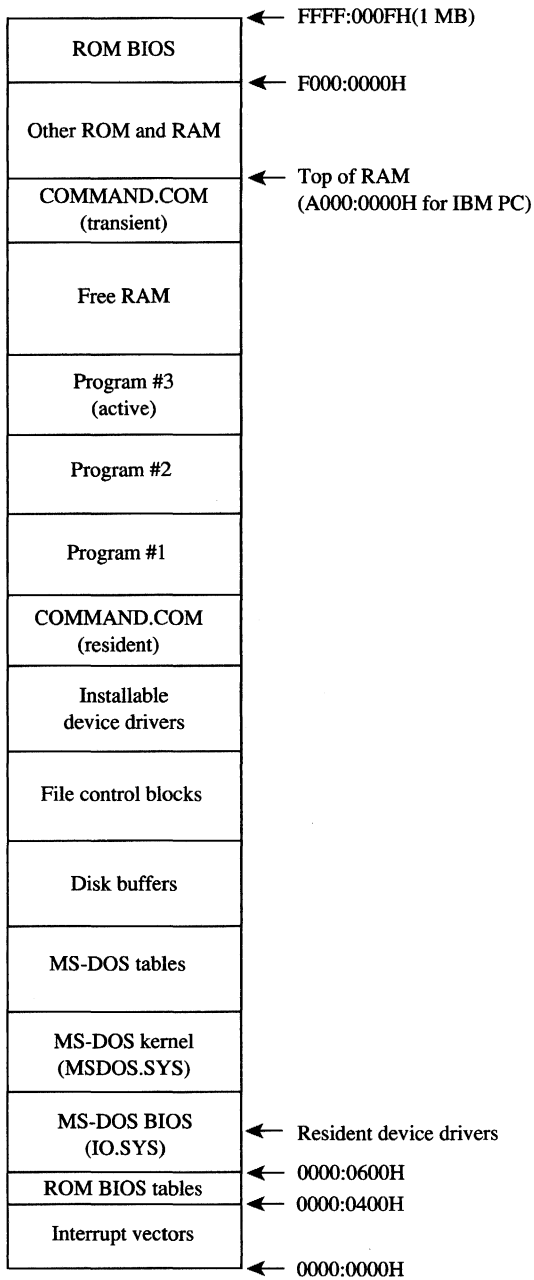 FFFF:000FH(1 MB)
ROM BIOS
F000:0000H
Other ROM and RAM
Top of RAM
(A000:0000H for IBM PC)
COMMAND.COM
(transient)
Free RAM
Program #3
(active)
Program #2
Program #1
COMMAND.COM
(resident)
Installable
device drivers
File control blocks
Disk buffers
MS-DOS tables
MS-DOS kernel
(MSDOS.SYS)
MS-DOS BIOS
(IO.SYS)
Resident device drivers
0000:0600H
ROM BIOS tables
0000:0400H
Interrupt vectors
0000:0000H